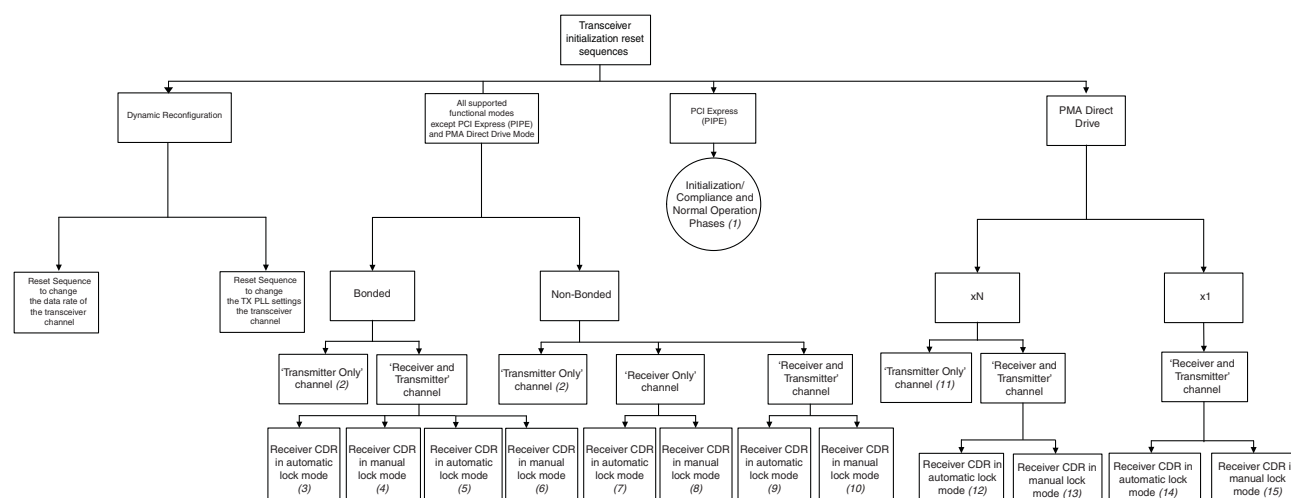 Transceiver
initialization reset
sequences
Dynamic Reconfiguration
All supported
functional modes
except PCI Express (PIPE)
and PMA Direct Drive Mode
PCI Express
(PIPE)
PMA Direct
Drive
Initialization/
Compliance and
Normal Operation
Phases (1)
Reset Sequence
to change
the data rate of
the transceiver
channel
Reset Sequence
to change
the TX PLL settings
the transceiver
channel
Bonded
Non-Bonded
xN
x1
'Transmitter Only'
channel (2)
'Receiver and
Transmitter'
channel
'Transmitter Only'
channel (2)
'Receiver Only'
channel
'Receiver and
Transmitter'
channel
'Transmitter Only'
channel (11)
'Receiver and
Transmitter'
channel
'Receiver and
Transmitter'
channel
Receiver CDR
in automatic
lock mode
(3)
Receiver CDR
in manual
lock mode
(4)
Receiver CDR
in automatic
lock mode
(5)
Receiver CDR
in manual
lock mode
(6)
Receiver CDR
in automatic
lock mode
(7)
Receiver CDR
in manual
lock mode
(8)
Receiver CDR
in automatic
lock mode
(9)
Receiver CDR
in manual
lock mode
(10)
Receiver CDR in
automatic lock
mode (12)
Receiver CDR in
manual lock
mode (13)
Receiver CDR in
automatic lock
mode (14)
Receiver CDR in
manual lock
mode (15)